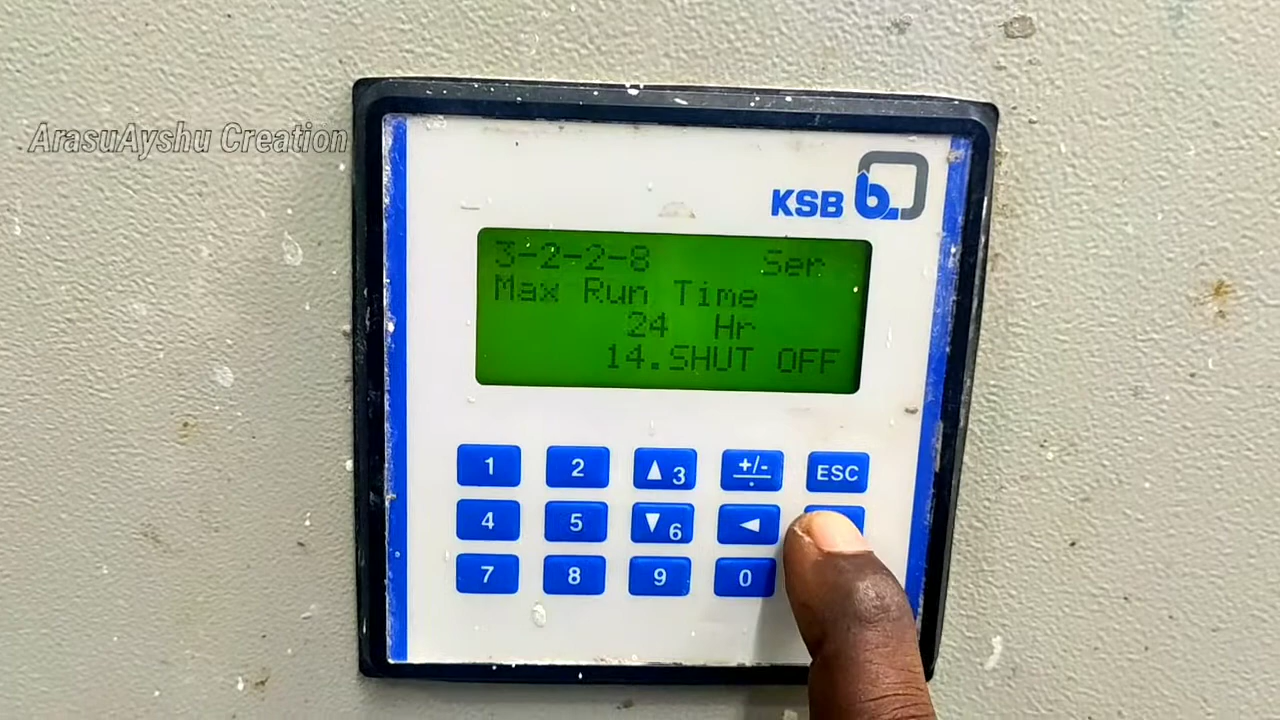 ArasuAyshu Creation
KSB b
3-2-2-8 Ser
Max Run Time
24 Hr
14.SHUT OFF
1 2 ▲ 3 +/- . ESC
4 5 ▼ 6 ◀
7 8 9 0